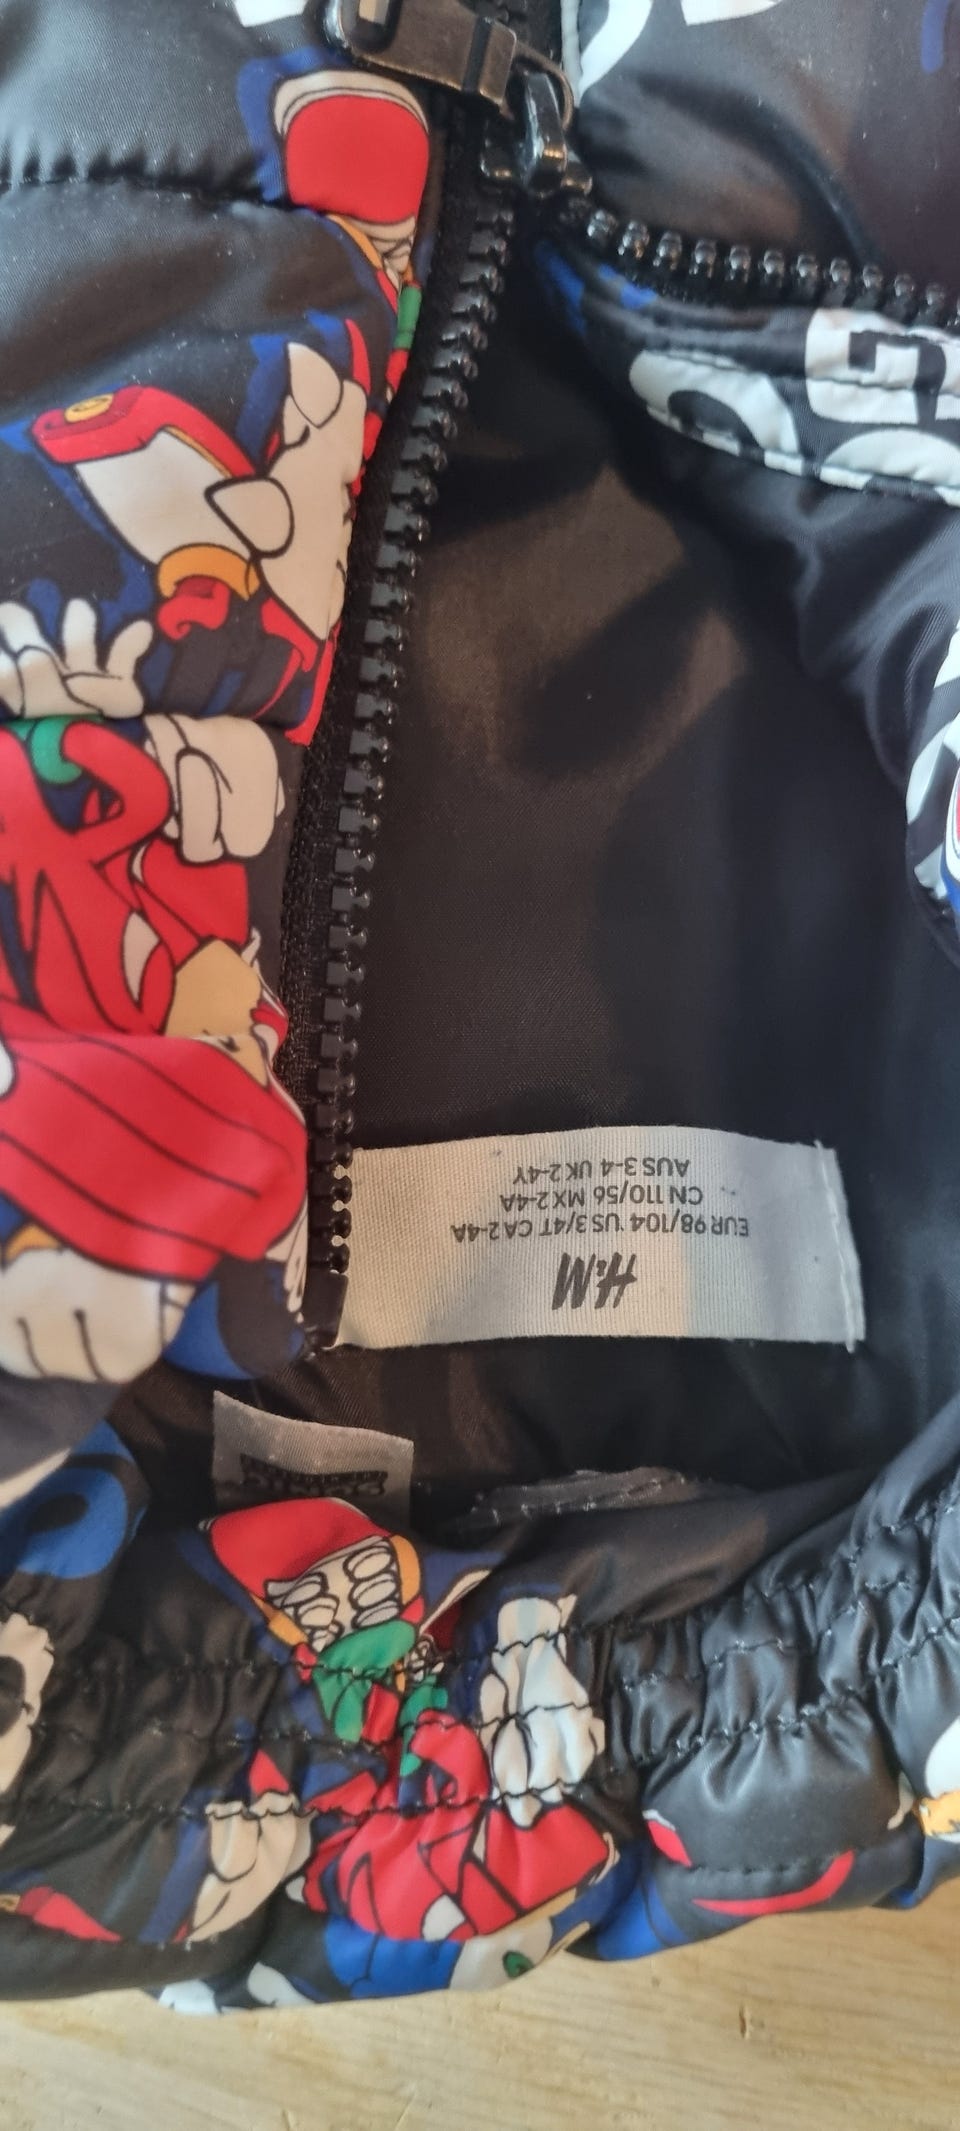 H&M
EUR 98/104 US 3/4T CA 2-4A
CN 110/56 MX 2-4A
AUS 3-4 UK 2-4Y